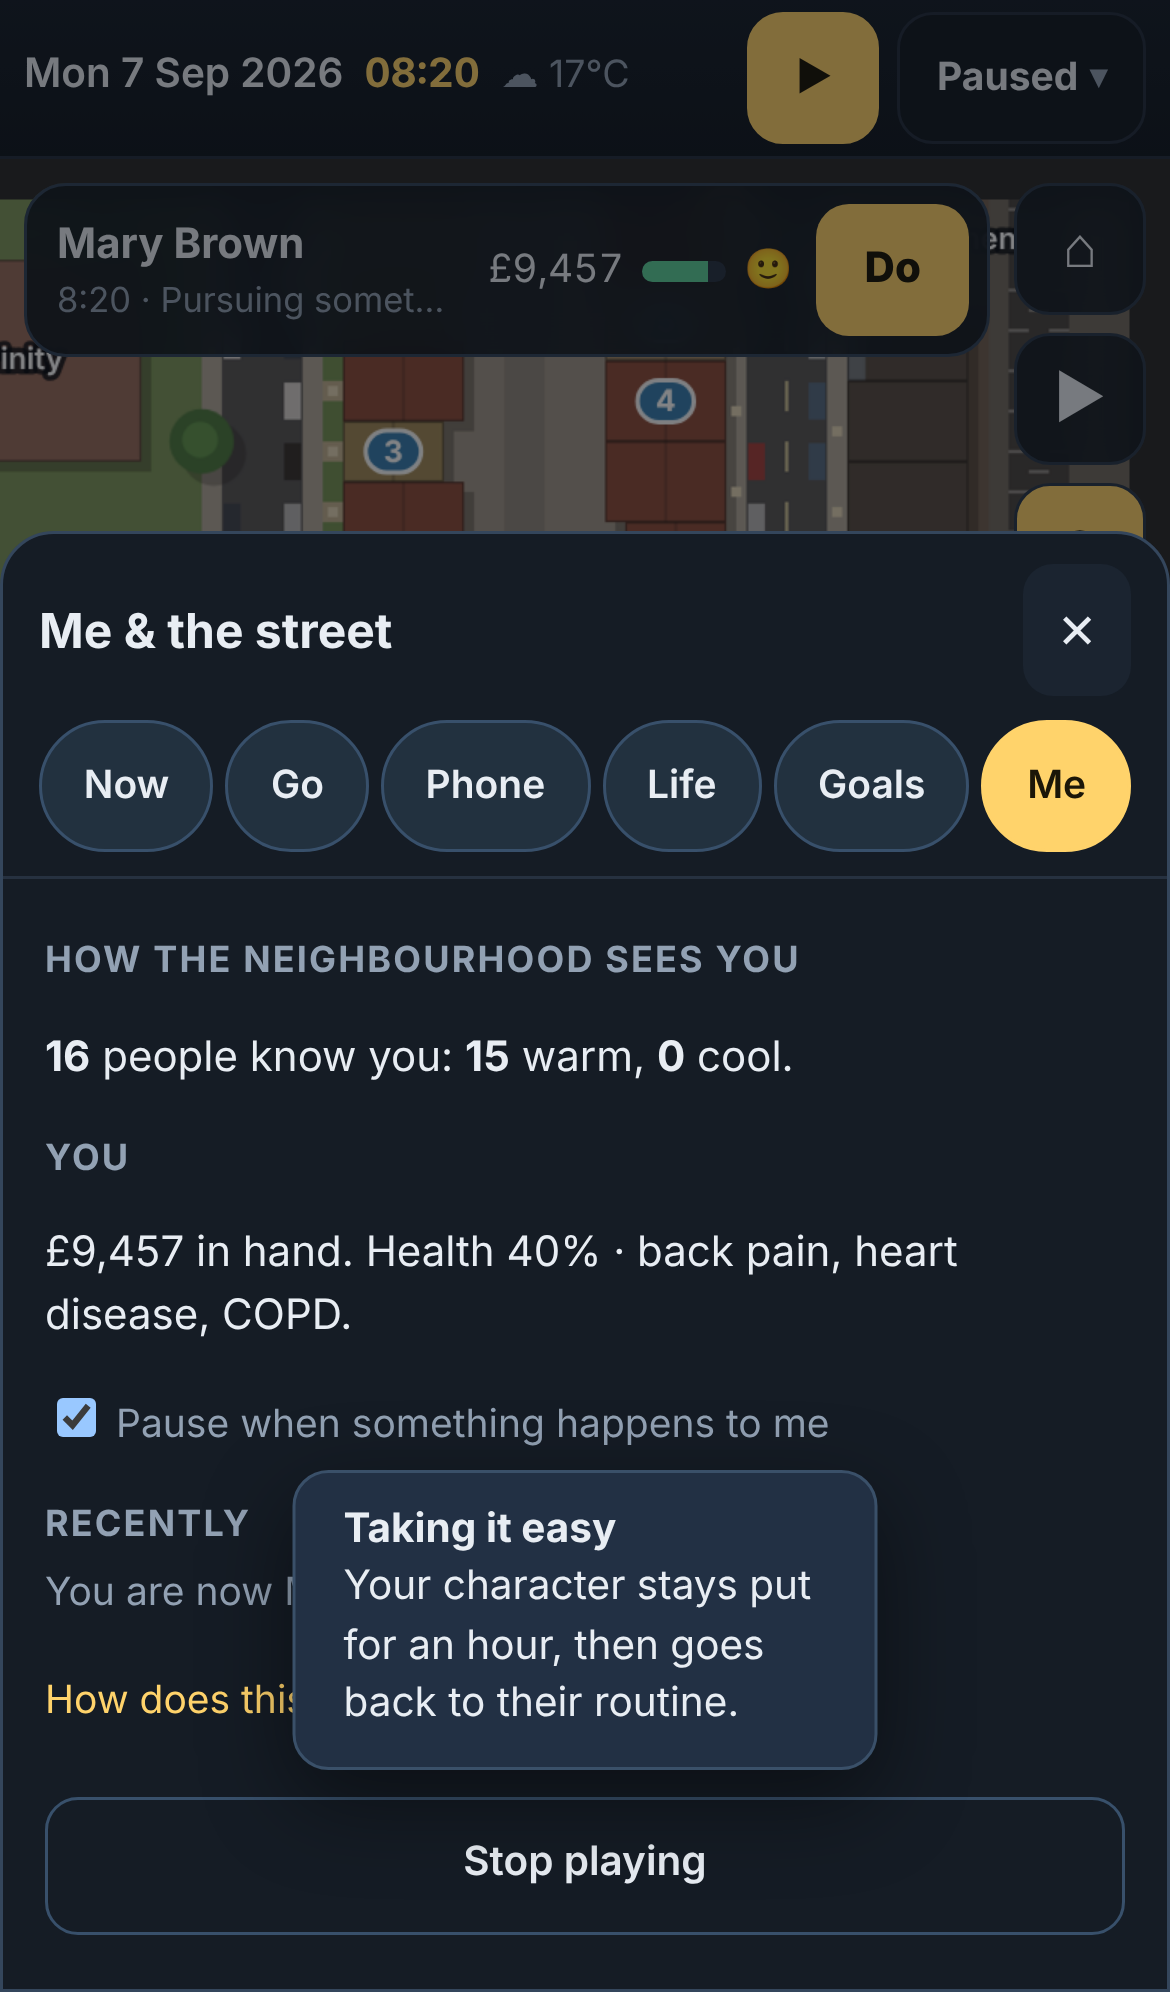 Mon 7 Sep 2026 08:20 17°C
Paused
Mary Brown
8:20 · Pursuing somet...
£9,457
Do
inity
3
4
Me & the street
Now
Go
Phone
Life
Goals
Me
HOW THE NEIGHBOURHOOD SEES YOU
16 people know you: 15 warm, 0 cool.
YOU
£9,457 in hand. Health 40% · back pain, heart
disease, COPD.
Pause when something happens to me
RECENTLY
You are now
How does this
Taking it easy
Your character stays put
for an hour, then goes
back to their routine.
Stop playing